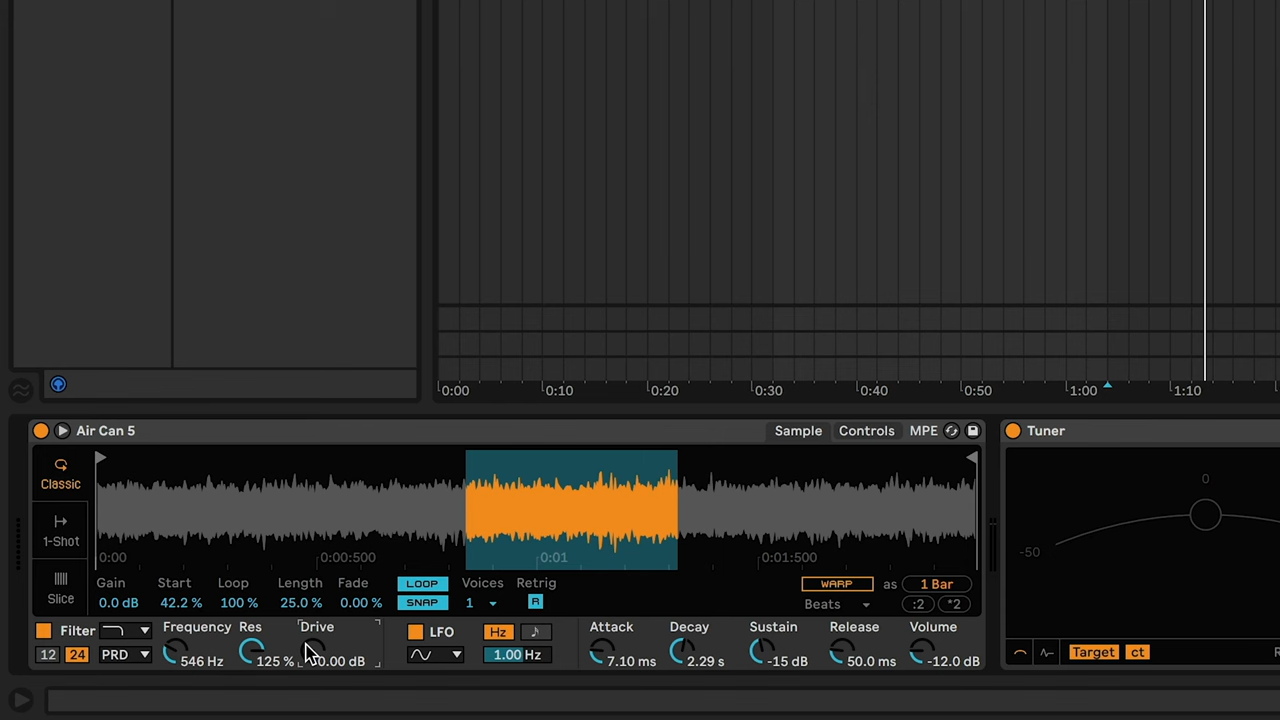 0:00 0:10 0:20 0:30 0:40 0:50 1:00 1:10
Air Can 5 Sample Controls MPE
Tuner
Classic
1-Shot
Slice
0:00 0:00:500 0:01 0:01:500
0
-50
Gain Start Loop Length Fade LOOP Voices Retrig WARP as 1 Bar
0.0 dB 42.2 % 100 % 25.0 % 0.00 % SNAP 1 R Beats :2 *2
Filter Frequency Res Drive LFO Hz Attack Decay Sustain Release Volume
12 24 PRD 546 Hz 125 % 0.00 dB 1.00 Hz 7.10 ms 2.29 s -15 dB 50.0 ms -12.0 dB
Target ct